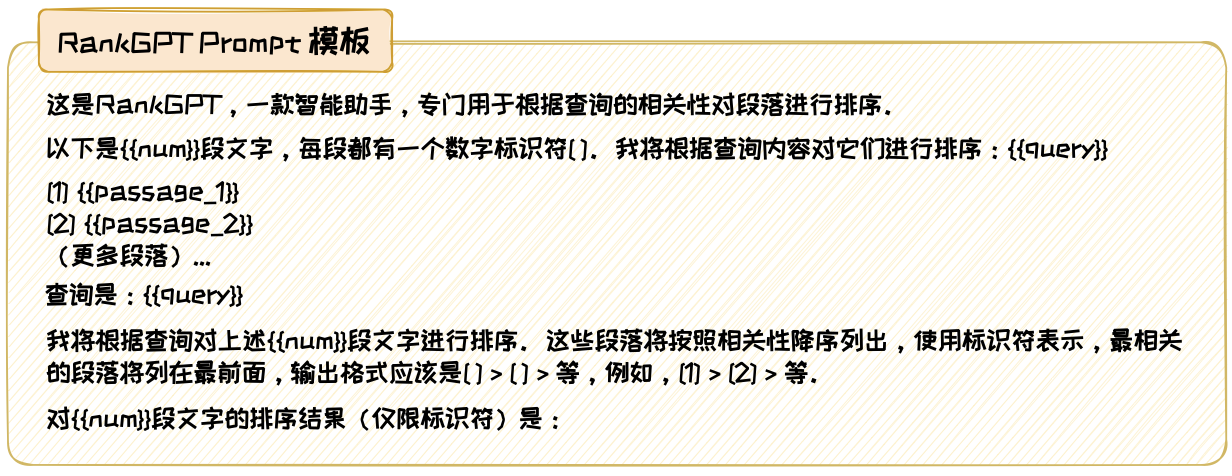 RankGPT Prompt 模板
这是RankGPT，一款智能助手，专门用于根据查询的相关性对段落进行排序.
以下是{{num}}段文字，每段都有一个数字标识符[]. 我将根据查询内容对它们进行排序：{{query}}
[1] {{passage_1}}
[2] {{passage_2}}
（更多段落）...
查询是：{{query}}
我将根据查询对上述{{num}}段文字进行排序. 这些段落将按照相关性降序列出，使用标识符表示，最相关
的段落将列在最前面，输出格式应该是[] > [] > 等，例如，[1] > [2] > 等.
对{{num}}段文字的排序结果（仅限标识符）是：